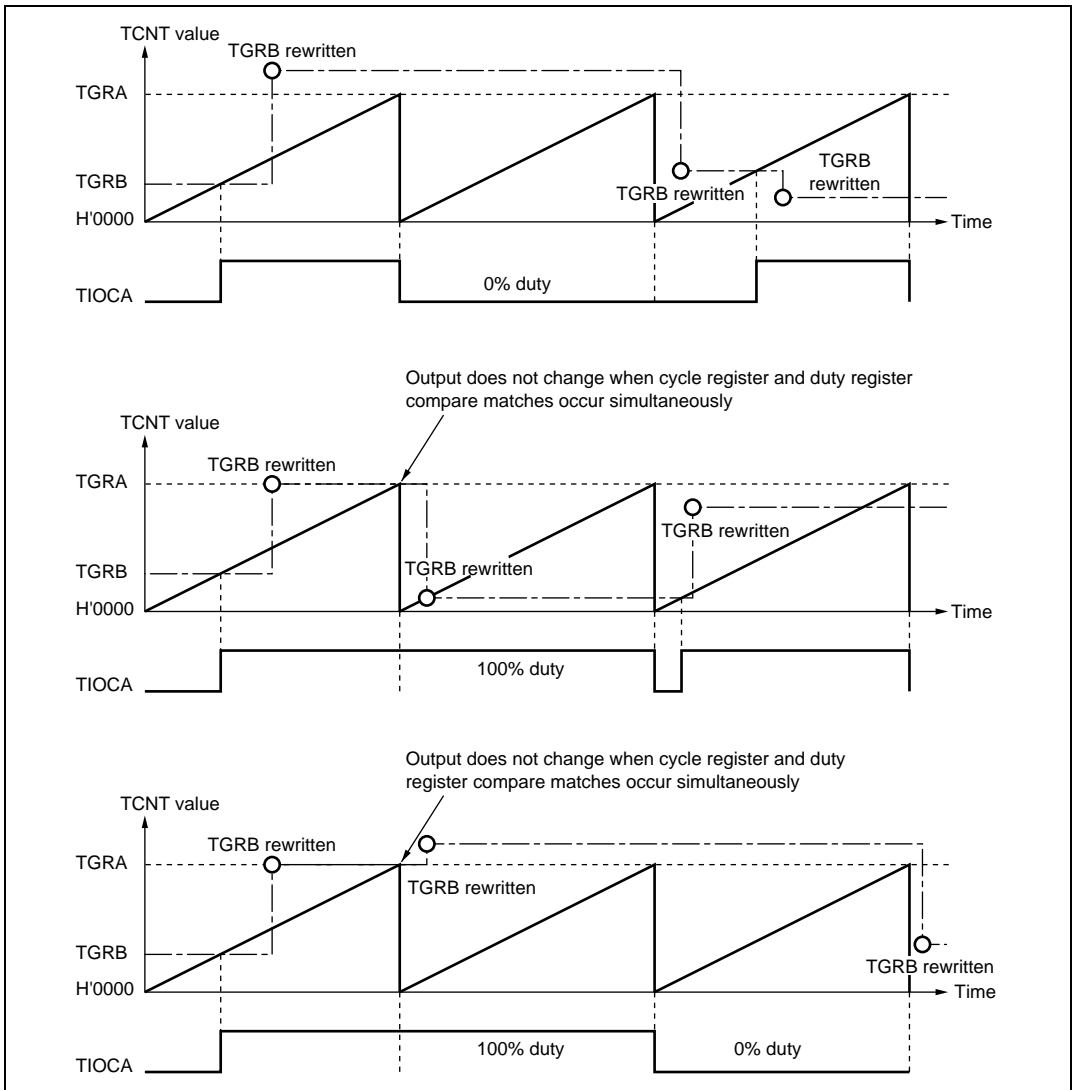 TCNT value
TGRB rewritten
TGRA
TGRB
rewritten
TGRB
TGRB rewritten
H'0000
Time
0% duty
TIOCA
Output does not change when cycle register and duty register
compare matches occur simultaneously
TCNT value
TGRB rewritten
TGRA
TGRB rewritten
TGRB
TGRB rewritten
H'0000
Time
100% duty
TIOCA
Output does not change when cycle register and duty
register compare matches occur simultaneously
TCNT value
TGRB rewritten
TGRA
TGRB rewritten
TGRB
TGRB rewritten
H'0000
Time
100% duty
0% duty
TIOCA